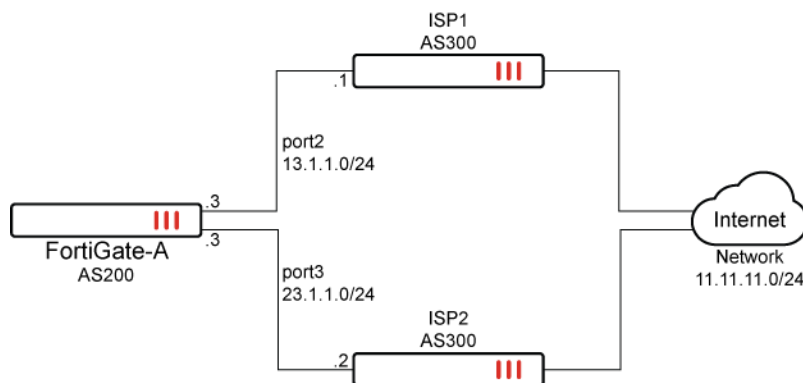 ISP1
AS300
.1
port2
13.1.1.0/24
.3
FortiGate-A
AS200
.3
port3
23.1.1.0/24
Internet
Network
11.11.11.0/24
ISP2
AS300
.2